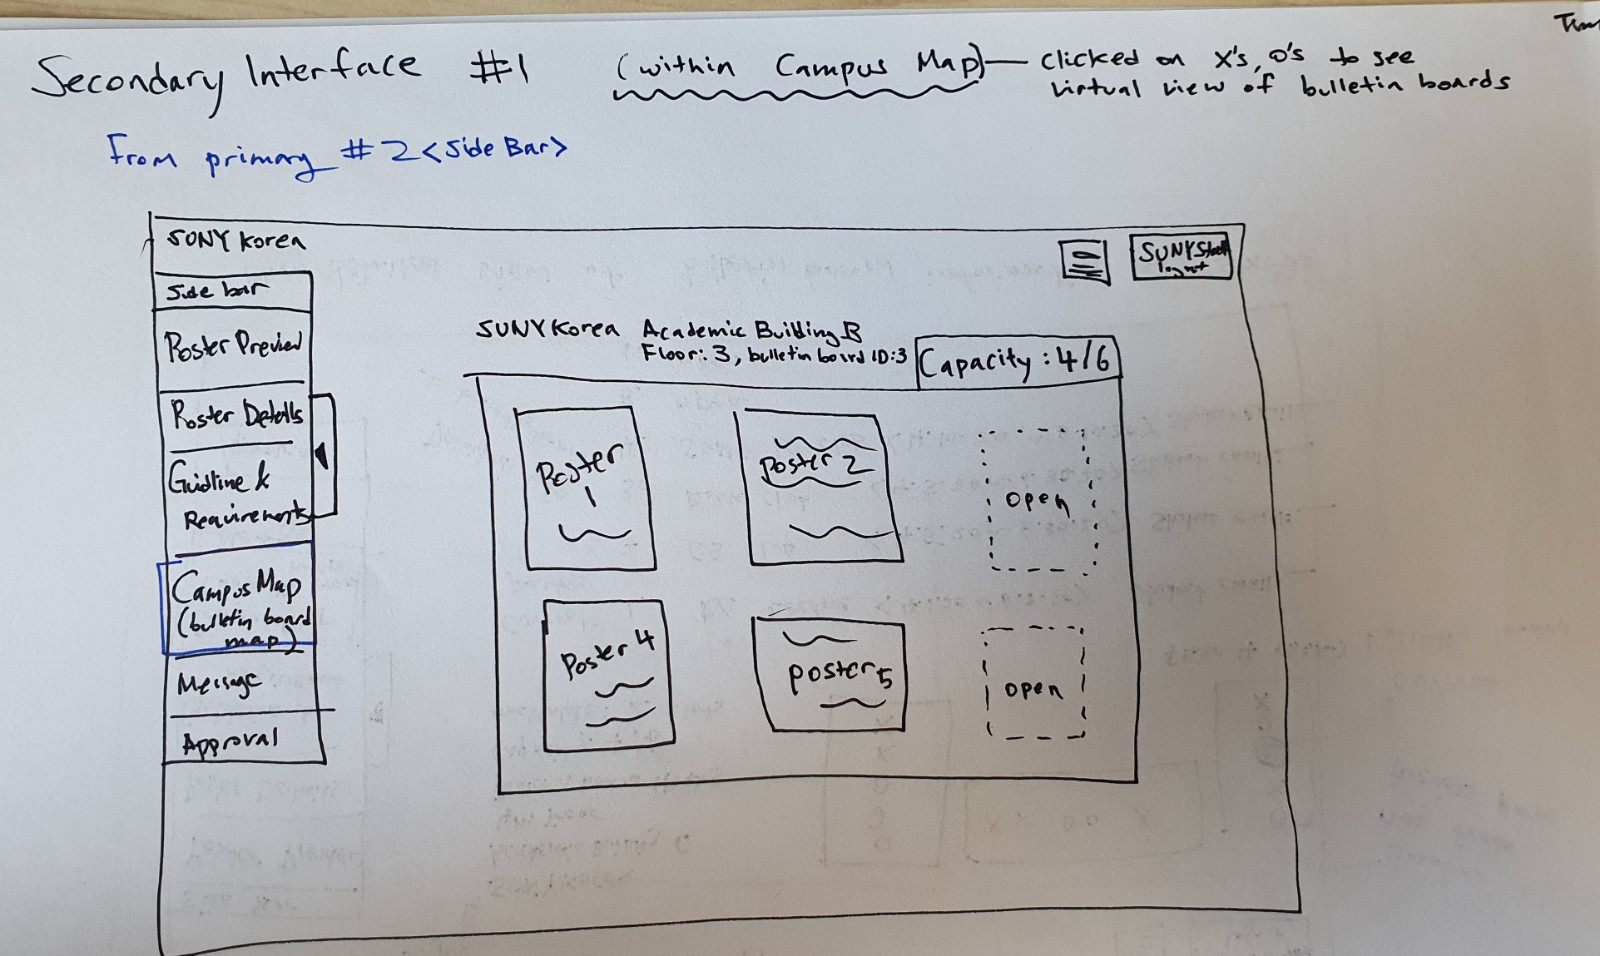 Secondary Interface #1 (within Campus Map) — clicked on X's, O's to see
virtual view of bulletin boards
From primary #2 <Side Bar>
SUNY Korea
SUNY
logout
Side bar
Poster Preview
Poster Details
Guidline &
Requirements
Campus Map
(bulletin board
map)
Message
Approval
SUNY Korea Academic Building B
Floor: 3, bulletin board ID:3
Capacity : 4/6
Poster
1
Poster 2
open
Poster 4
poster 5
open